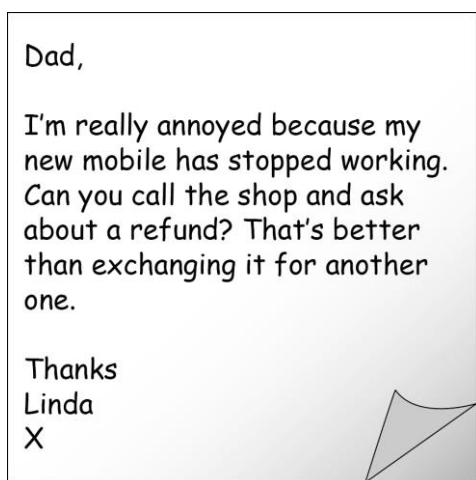 Dad,
I'm really annoyed because my
new mobile has stopped working.
Can you call the shop and ask
about a refund? That's better
than exchanging it for another
one.
Thanks
Linda
X